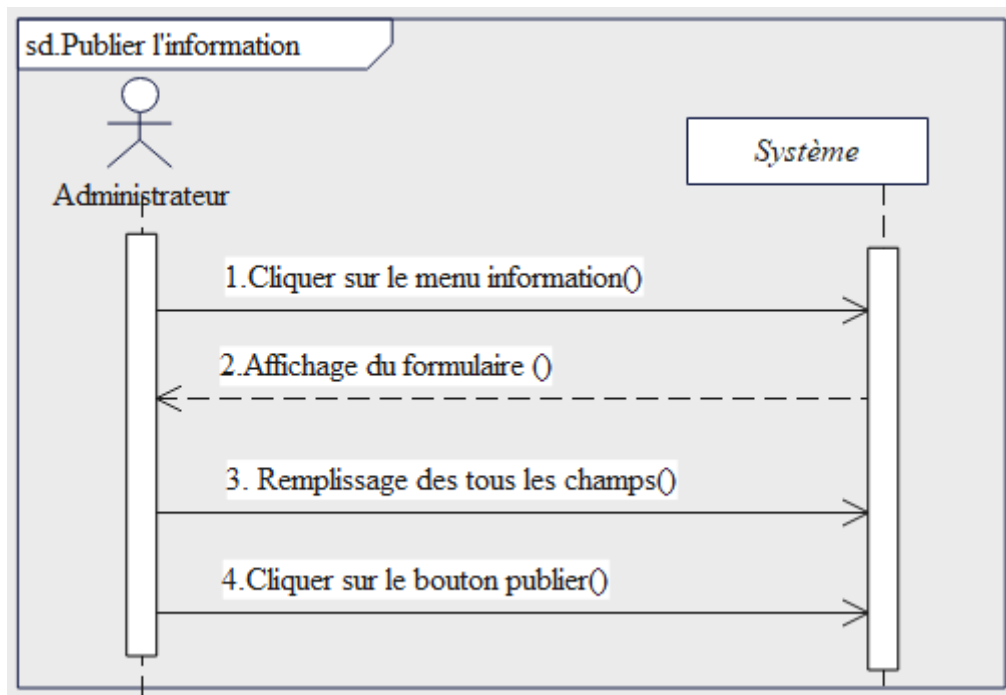 sd.Publier l'information
Système
Administrateur
1.Cliquer sur le menu information()
2.Affichage du formulaire ()
3. Remplissage des tous les champs()
4.Cliquer sur le bouton publier()